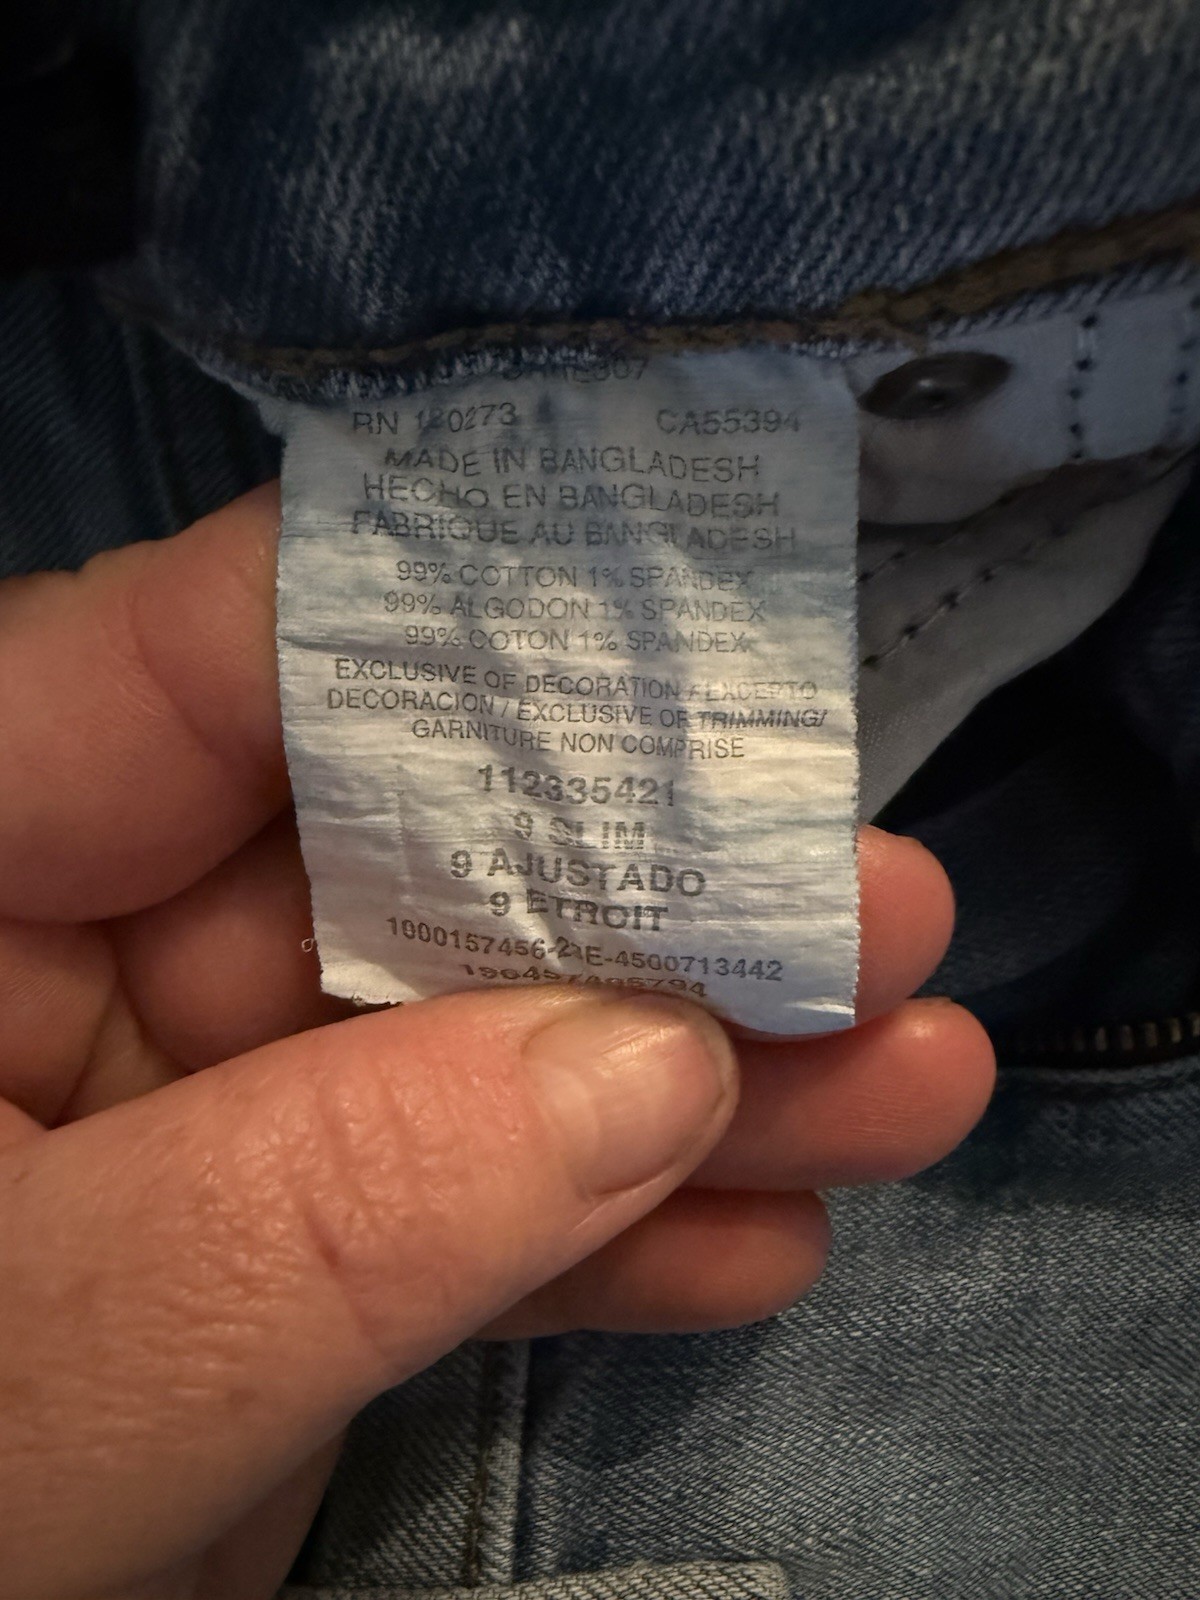 RN 180273 CA55394
MADE IN BANGLADESH
HECHO EN BANGLADESH
FABRIQUE AU BANGLADESH
99% COTTON 1% SPANDEX
99% ALGODON 1% SPANDEX
99% COTON 1% SPANDEX
EXCLUSIVE OF DECORATION / EXCEPTO
DECORACION / EXCLUSIVE OF TRIMMING/
GARNITURE NON COMPRISE
112335421
9 SLIM
9 AJUSTADO
9 ETROIT